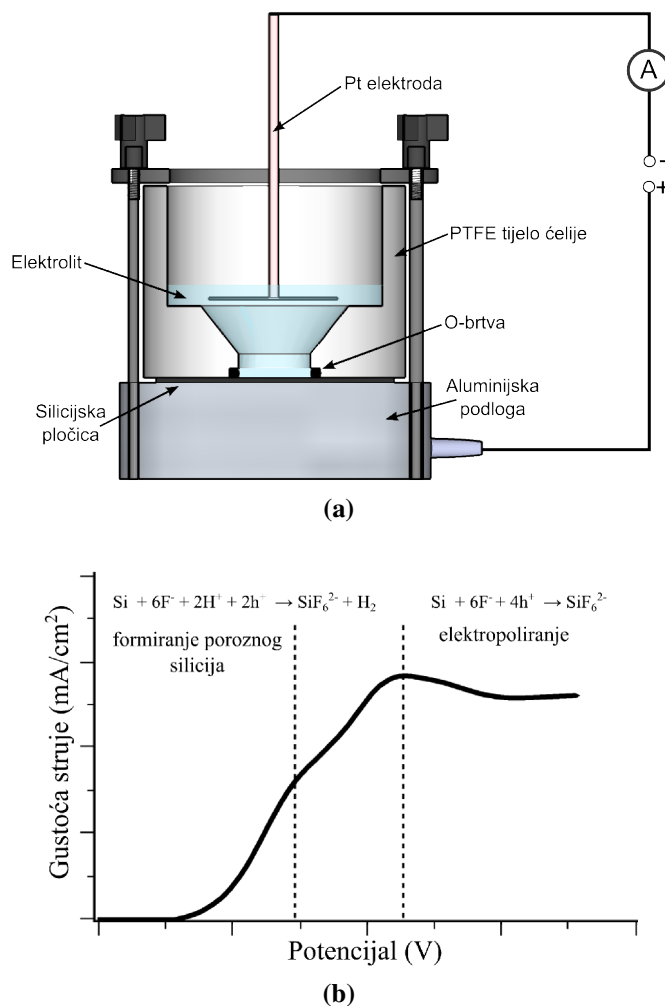 Pt elektroda
A
-
+
PTFE tijelo ćelije
Elektrolit
O-brtva
Silicijska
pločica
Aluminijska
podloga
(a)
Si + 6F⁻ + 2H⁺ + 2h⁺ → SiF₆²⁻ + H₂
formiranje poroznog
silicija
Si + 6F⁻ + 4h⁺ → SiF₆²⁻
elektropoliranje
Gustoća struje (mA/cm²)
Potencijal (V)
(b)